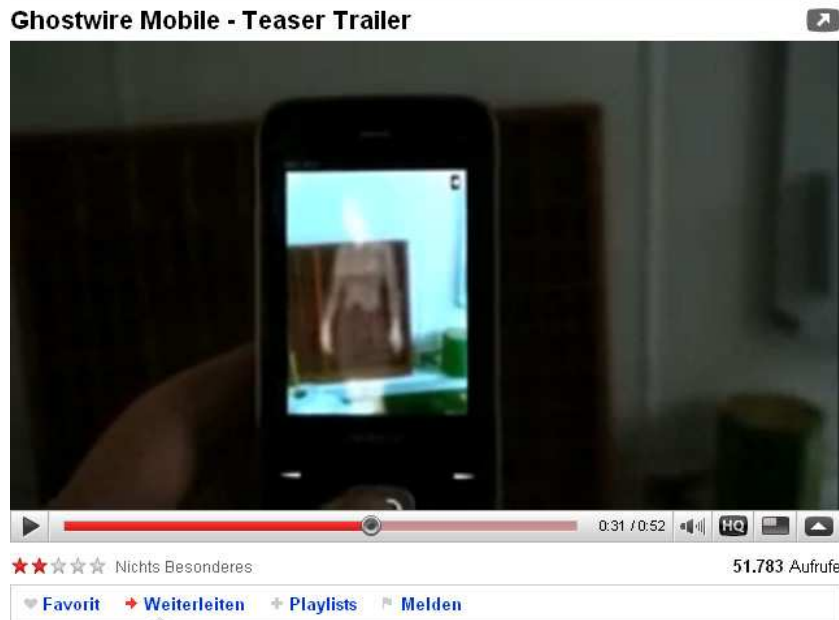 Ghostwire Mobile - Teaser Trailer
0:31 / 0:52 HQ
Nichts Besonderes 51.783 Aufrufe
Favorit Weiterleiten Playlists Melden